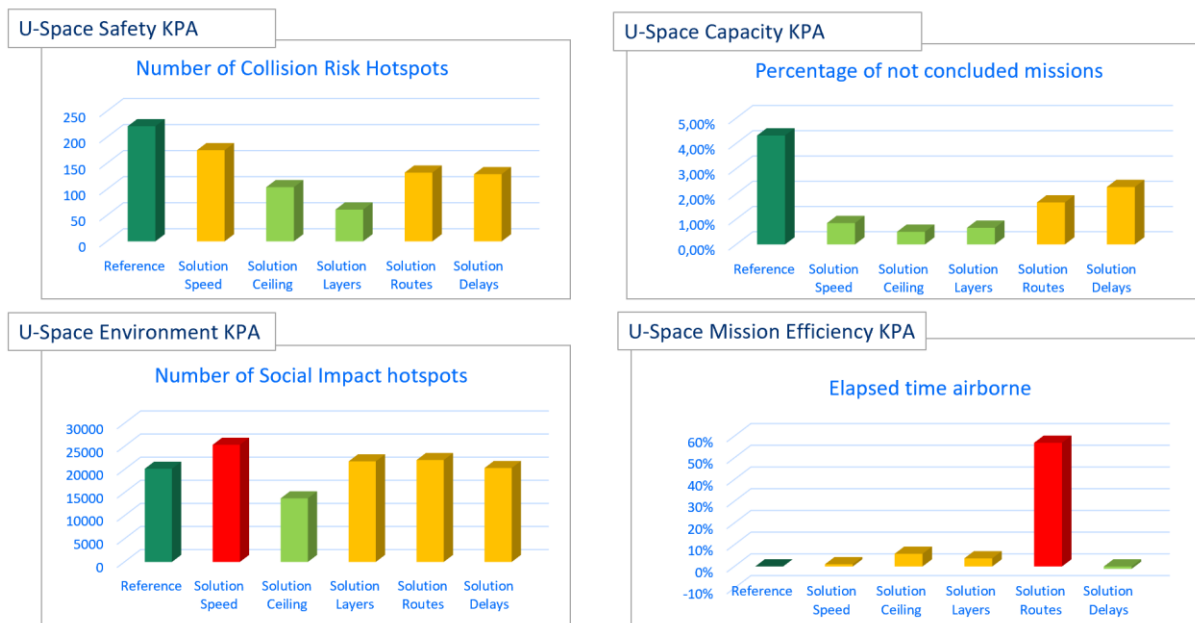 U-Space Safety KPA
Number of Collision Risk Hotspots
250
200
150
100
50
0
Reference
Solution
Speed
Solution
Ceiling
Solution
Layers
Solution
Routes
Solution
Delays
U-Space Capacity KPA
Percentage of not concluded missions
5,00%
4,00%
3,00%
2,00%
1,00%
0,00%
Reference
Solution
Speed
Solution
Ceiling
Solution
Layers
Solution
Routes
Solution
Delays
U-Space Environment KPA
Number of Social Impact hotspots
30000
25000
20000
15000
10000
5000
0
Reference
Solution
Speed
Solution
Ceiling
Solution
Layers
Solution
Routes
Solution
Delays
U-Space Mission Efficiency KPA
Elapsed time airborne
60%
50%
40%
30%
20%
10%
0%
-10%
Reference
Solution
Speed
Solution
Ceiling
Solution
Layers
Solution
Routes
Solution
Delays